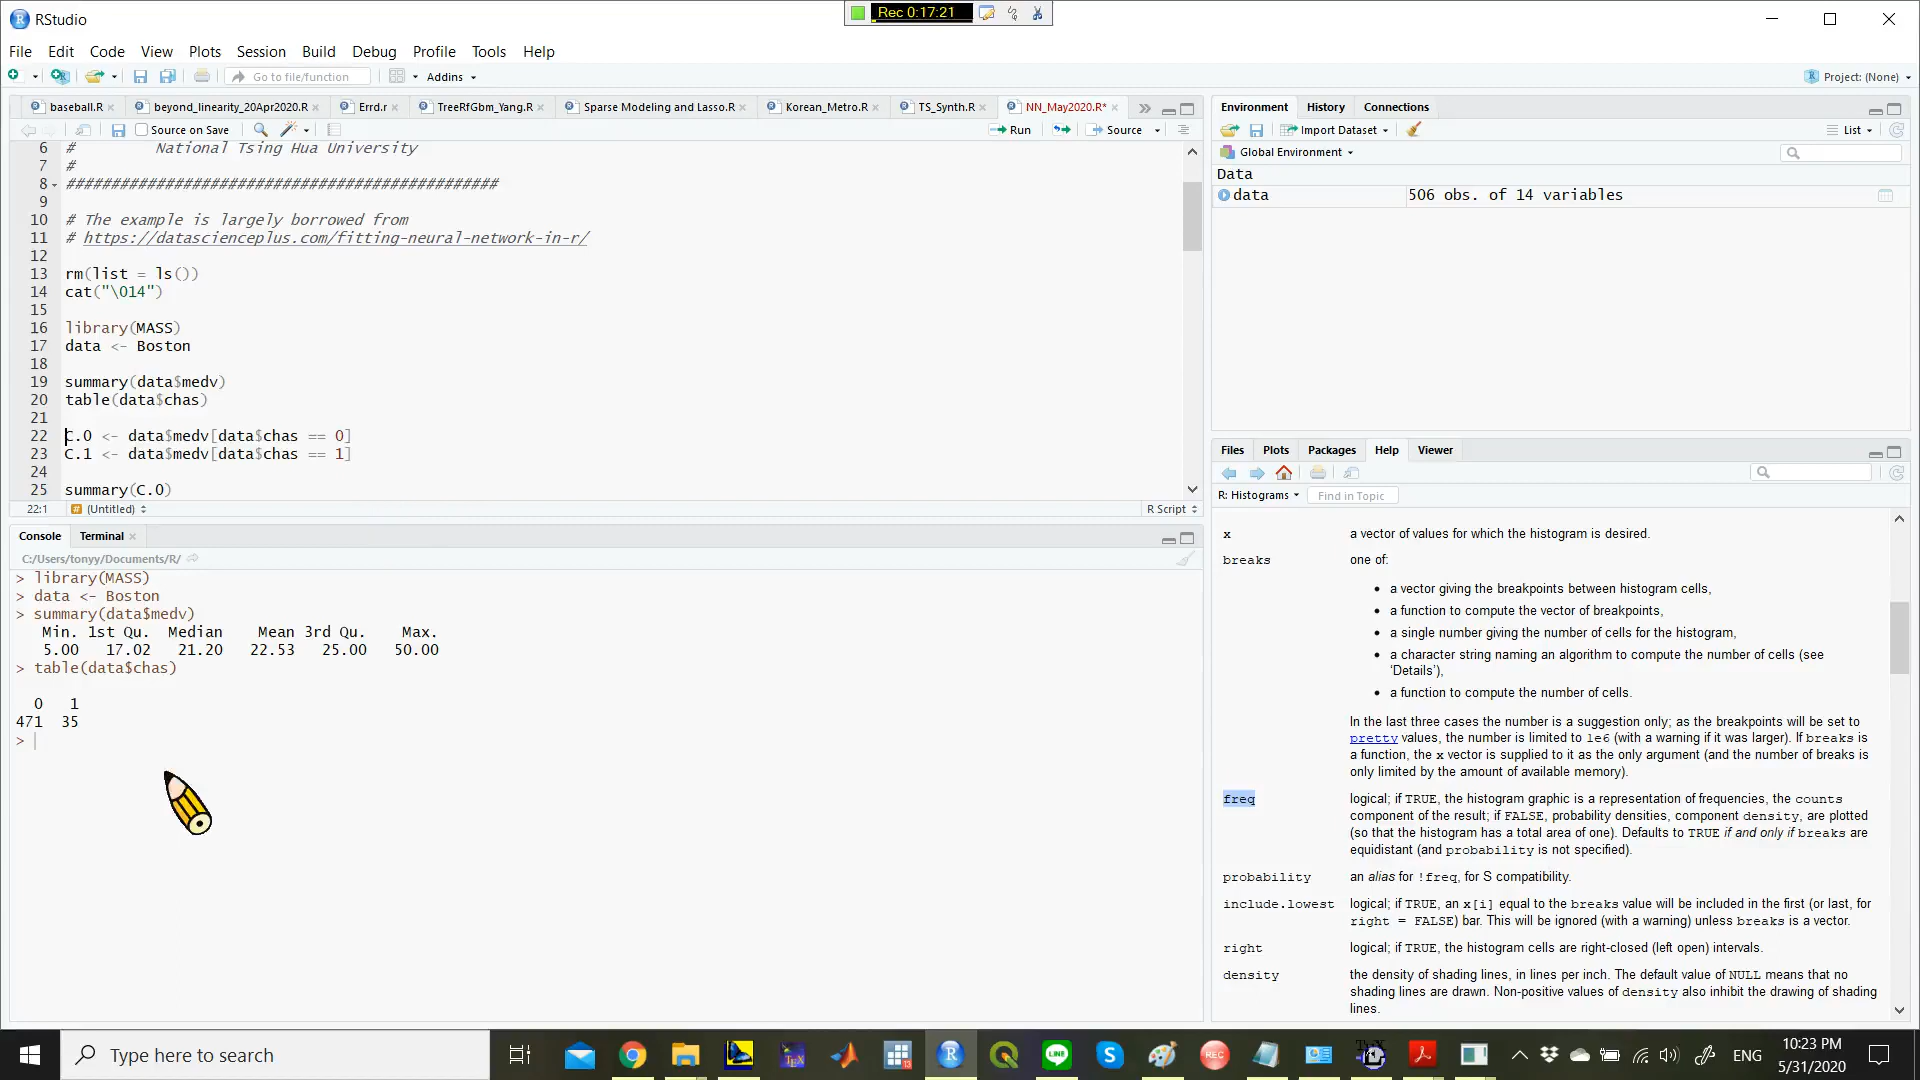 RStudio
Rec 0:17:21
File Edit Code View Plots Session Build Debug Profile Tools Help
Go to file/function
Addins
Project: (None)
baseball.R
beyond_linearity_20Apr2020.R
Errd.r
TreeRfGbm_Yang.R
Sparse Modeling and Lasso.R
Korean_Metro.R
TS_Synth.R
NN_May2020.R*
Source on Save
Run
Source
6 # National Tsing Hua University
7 #
8 ################################################
9
10 # The example is largely borrowed from
11 # https://datascienceplus.com/fitting-neural-network-in-r/
12
13 rm(list = ls())
14 cat("\014")
15
16 library(MASS)
17 data <- Boston
18
19 summary(data$medv)
20 table(data$chas)
21
22 C.0 <- data$medv[data$chas == 0]
23 C.1 <- data$medv[data$chas == 1]
24
25 summary(C.0)
22:1 (Untitled) R Script
Console Terminal
C:/Users/tonyy/Documents/R/
> library(MASS)
> data <- Boston
> summary(data$medv)
Min. 1st Qu. Median Mean 3rd Qu. Max.
5.00 17.02 21.20 22.53 25.00 50.00
> table(data$chas)
0 1
471 35
>
Environment History Connections
Import Dataset
List
Global Environment
Data
data 506 obs. of 14 variables
Files Plots Packages Help Viewer
R: Histograms Find in Topic
x a vector of values for which the histogram is desired.
breaks one of:
• a vector giving the breakpoints between histogram cells,
• a function to compute the vector of breakpoints,
• a single number giving the number of cells for the histogram,
• a character string naming an algorithm to compute the number of cells (see
‘Details’),
• a function to compute the number of cells.
In the last three cases the number is a suggestion only; as the breakpoints will be set to
pretty values, the number is limited to 1e6 (with a warning if it was larger). If breaks is
a function, the x vector is supplied to it as the only argument (and the number of breaks is
only limited by the amount of available memory).
freq logical; if TRUE, the histogram graphic is a representation of frequencies, the counts
component of the result; if FALSE, probability densities, component density, are plotted
(so that the histogram has a total area of one). Defaults to TRUE if and only if breaks are
equidistant (and probability is not specified).
probability an alias for !freq, for S compatibility.
include.lowest logical; if TRUE, an x[i] equal to the breaks value will be included in the first (or last, for
right = FALSE) bar. This will be ignored (with a warning) unless breaks is a vector.
right logical; if TRUE, the histogram cells are right-closed (left open) intervals.
density the density of shading lines, in lines per inch. The default value of NULL means that no
shading lines are drawn. Non-positive values of density also inhibit the drawing of shading
lines.
Type here to search
ENG
10:23 PM
5/31/2020